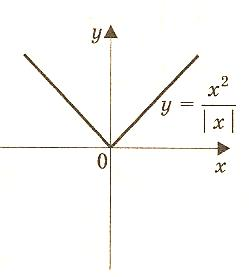 y
y = x²/|x|
0
x